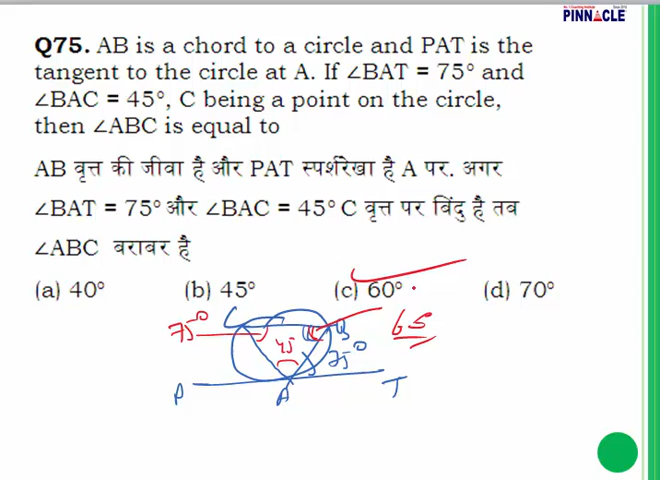 PINNACLE
Q75. AB is a chord to a circle and PAT is the
tangent to the circle at A. If ∠BAT = 75° and
∠BAC = 45°, C being a point on the circle,
then ∠ABC is equal to
AB वृत्त की जीवा है और PAT स्पर्शरेखा है A पर. अगर
∠BAT = 75° और ∠BAC = 45° C वृत्त पर बिंदु है तब
∠ABC बराबर है
(a) 40° (b) 45° (c) 60° (d) 70°
75° C B 65
45 75°
P A T